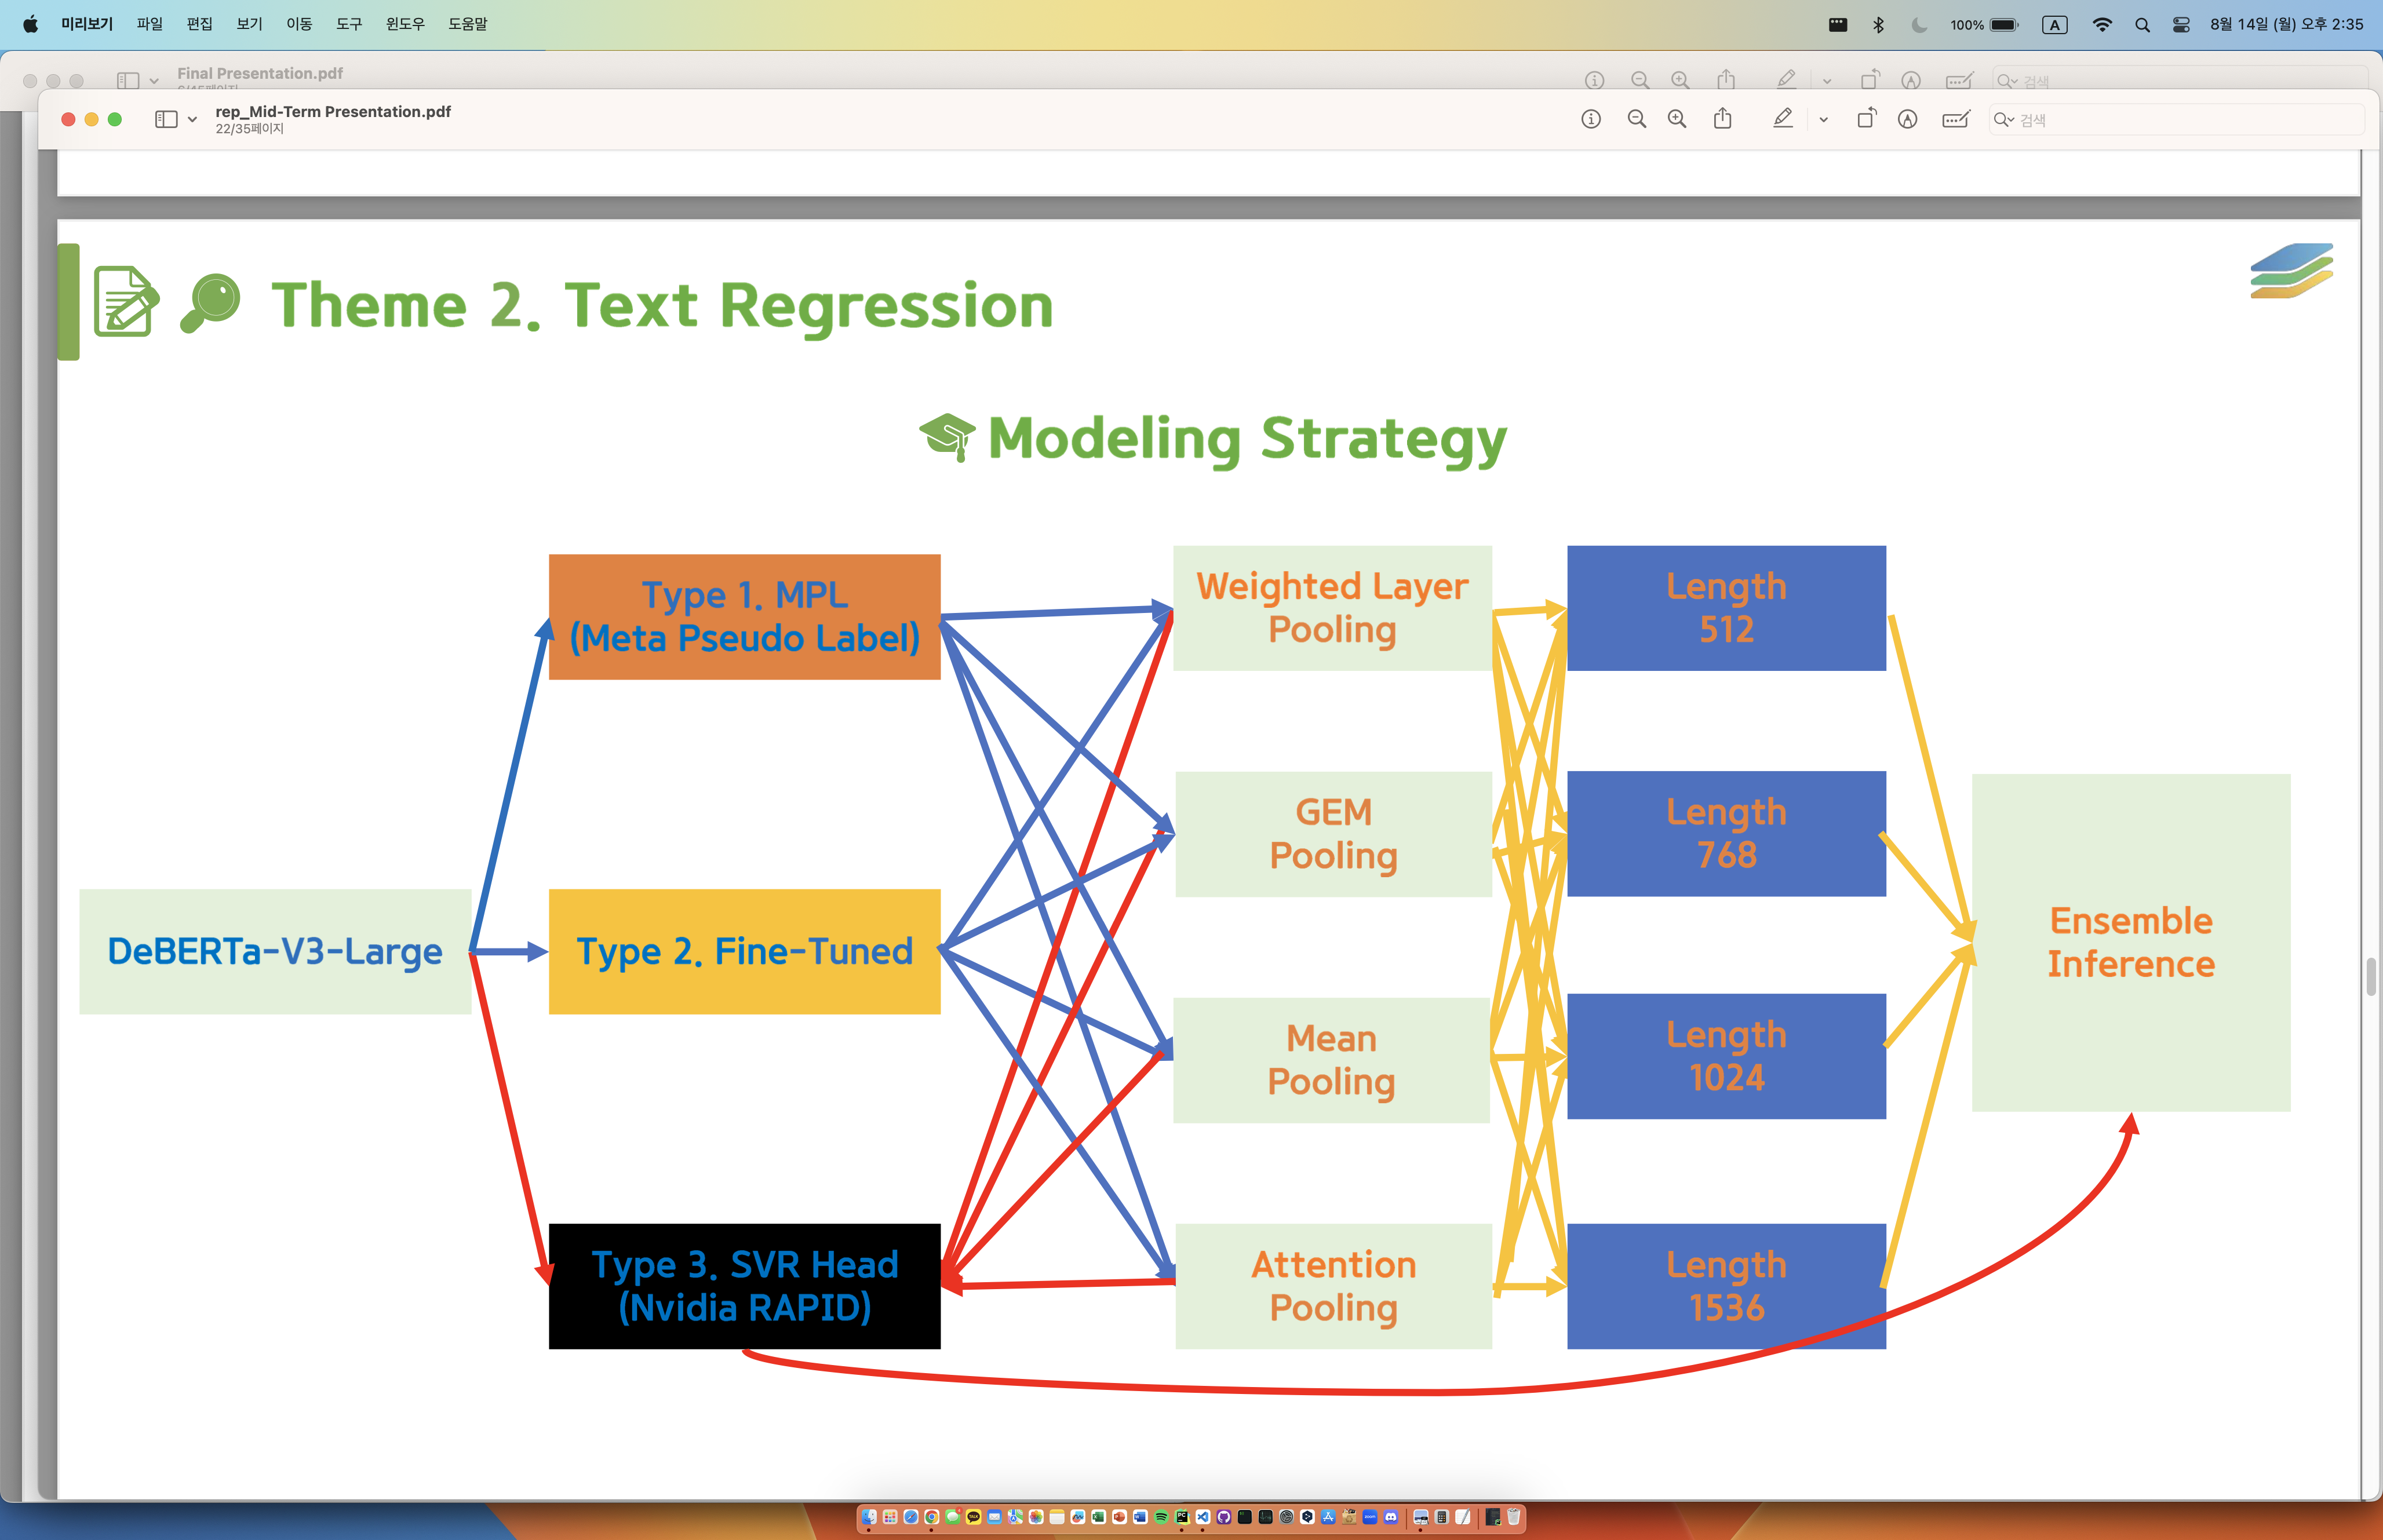 미리보기 파일 편집 보기 이동 도구 윈도우 도움말 100% A 8월 14일 (월) 오후 2:35
Final Presentation.pdf
검색
rep_Mid-Term Presentation.pdf
22/35페이지
검색
Theme 2. Text Regression
Modeling Strategy
Type 1. MPL
(Meta Pseudo Label)
Weighted Layer
Pooling
Length
512
GEM
Pooling
Length
768
DeBERTa-V3-Large
Type 2. Fine-Tuned
Ensemble
Inference
Mean
Pooling
Length
1024
Type 3. SVR Head
(Nvidia RAPID)
Attention
Pooling
Length
1536